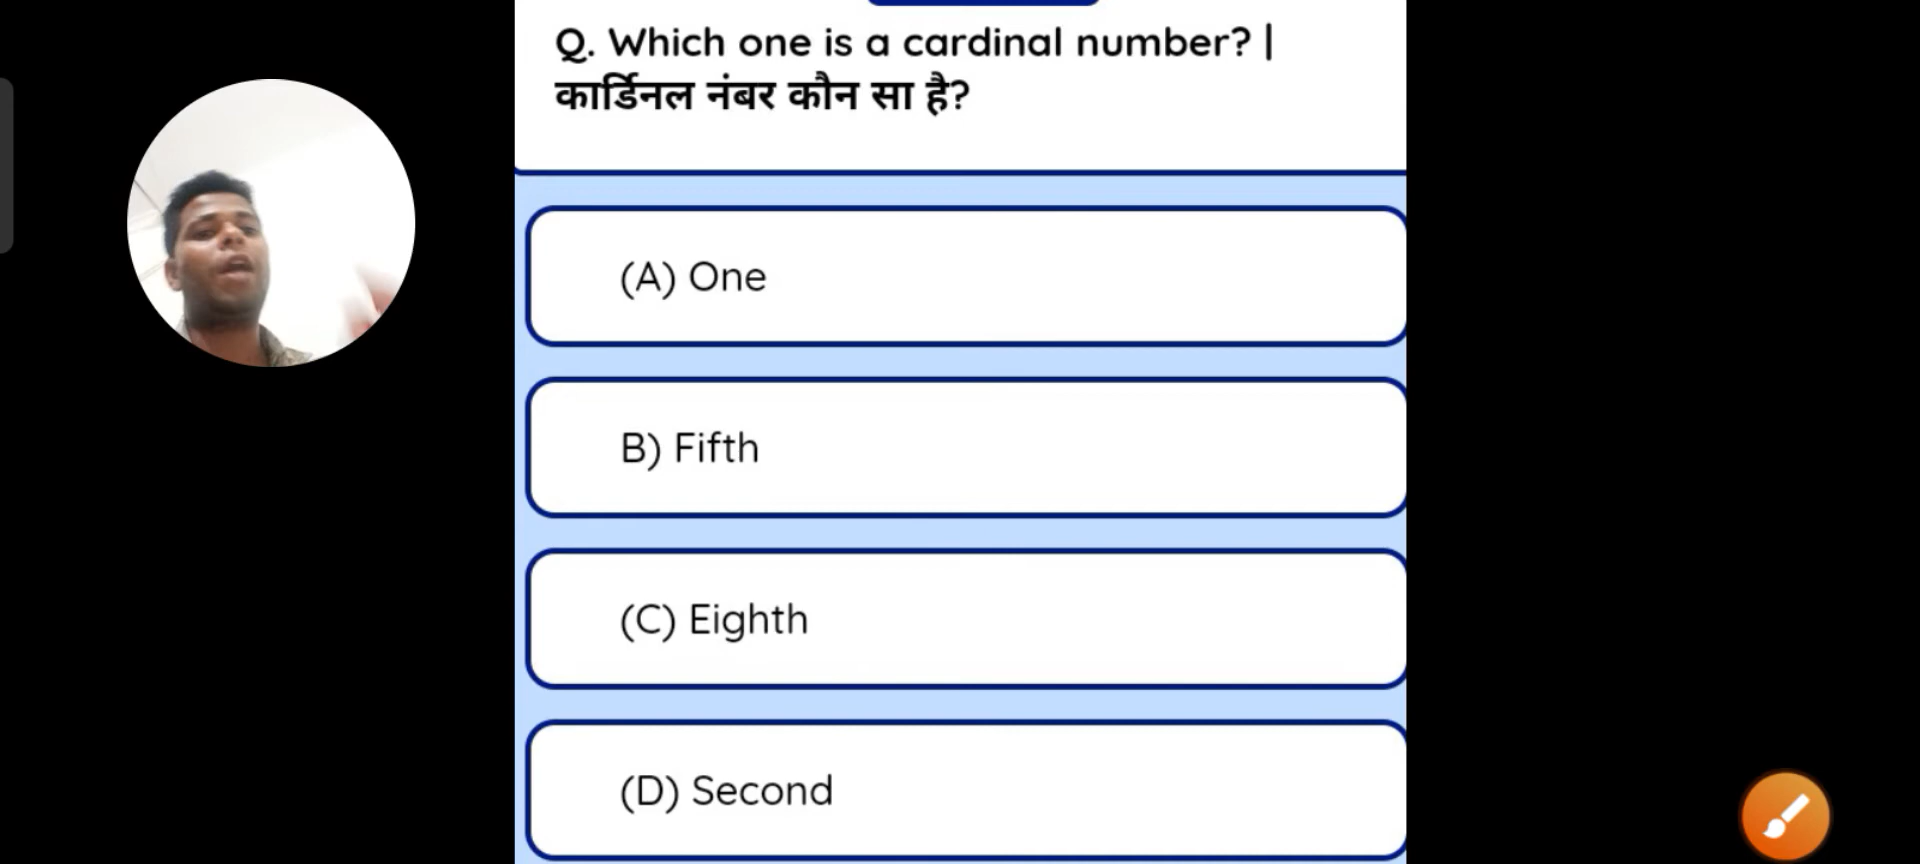 Q. Which one is a cardinal number? |
कार्डिनल नंबर कौन सा है?
(A) One
B) Fifth
(C) Eighth
(D) Second